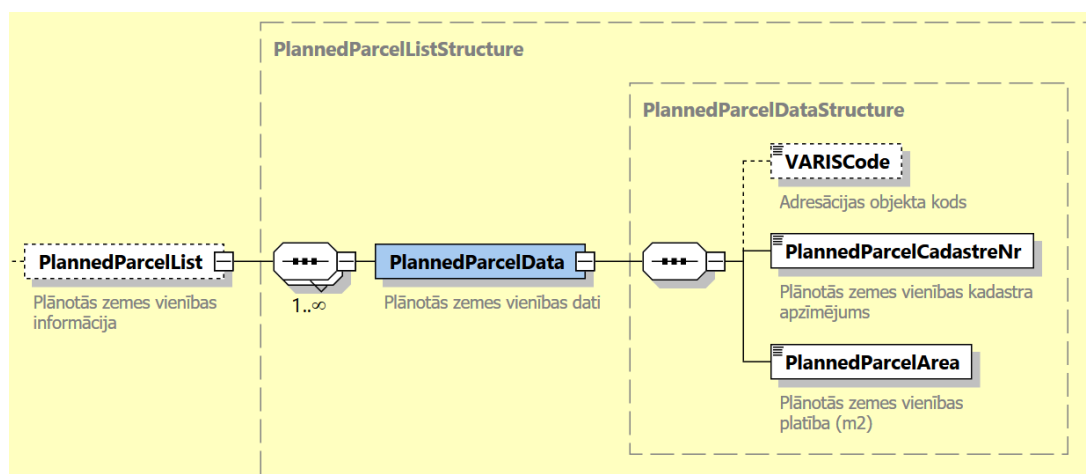 PlannedParcelListStructure
PlannedParcelDataStructure
VARISCode
Adresācijas objekta kods
PlannedParcelList
Plānotās zemes vienības
informācija
1..∞
PlannedParcelData
Plānotās zemes vienības dati
PlannedParcelCadastreNr
Plānotās zemes vienības kadastra
apzīmējums
PlannedParcelArea
Plānotās zemes vienības
platība (m2)